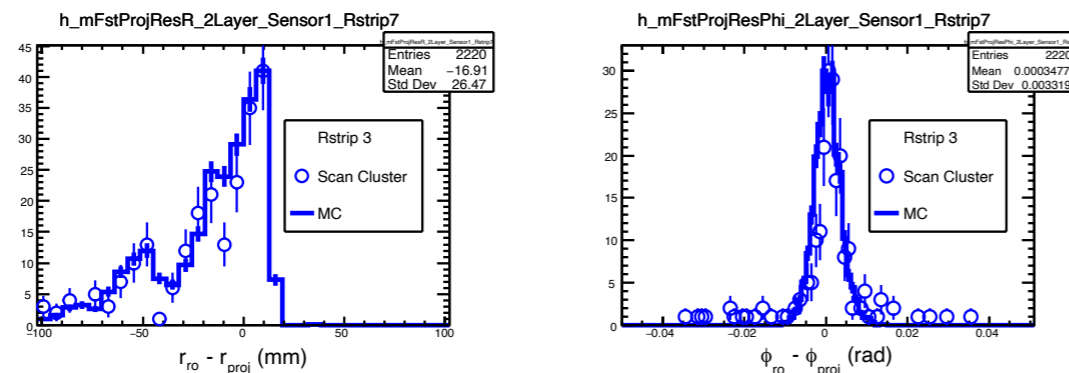 h_mFstProjResR_2Layer_Sensor1_Rstrip7
h_mFstProjResR_2Layer_Sensor1_Rstrip7
Entries 2220
Mean -16.91
Std Dev 26.47
45
40
35
30
25
20
15
10
5
0
Rstrip 3
Scan Cluster
MC
-100 -50 0 50 100
r_ro - r_proj (mm)
h_mFstProjResPhi_2Layer_Sensor1_Rstrip7
h_mFstProjResPhi_2Layer_Sensor1_Rstrip7
Entries 2220
Mean 0.0003477
Std Dev 0.003319
30
25
20
15
10
5
0
Rstrip 3
Scan Cluster
MC
-0.04 -0.02 0 0.02 0.04
ϕ_ro - ϕ_proj (rad)